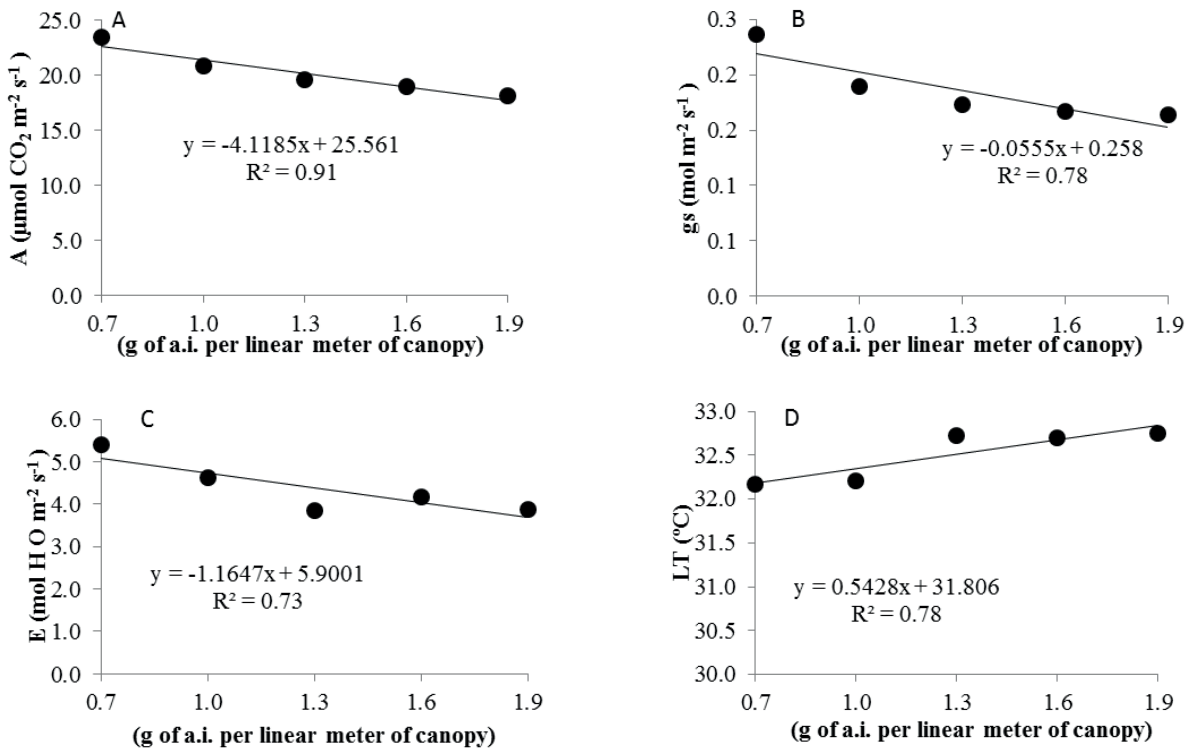 A
A (µmol CO₂ m⁻² s⁻¹)
25.0
20.0
15.0
10.0
5.0
0.0
y = -4.1185x + 25.561
R² = 0.91
0.7 1.0 1.3 1.6 1.9
(g of a.i. per linear meter of canopy)
B
gs (mol m⁻² s⁻¹)
0.3
0.2
0.2
0.1
0.1
0.0
y = -0.0555x + 0.258
R² = 0.78
0.7 1.0 1.3 1.6 1.9
(g of a.i. per linear meter of canopy)
C
E (mol H O m⁻² s⁻¹)
6.0
5.0
4.0
3.0
2.0
1.0
0.0
y = -1.1647x + 5.9001
R² = 0.73
0.7 1.0 1.3 1.6 1.9
(g of a.i. per linear meter of canopy)
D
LT (ºC)
33.0
32.5
32.0
31.5
31.0
30.5
30.0
y = 0.5428x + 31.806
R² = 0.78
0.7 1.0 1.3 1.6 1.9
(g of a.i. per linear meter of canopy)